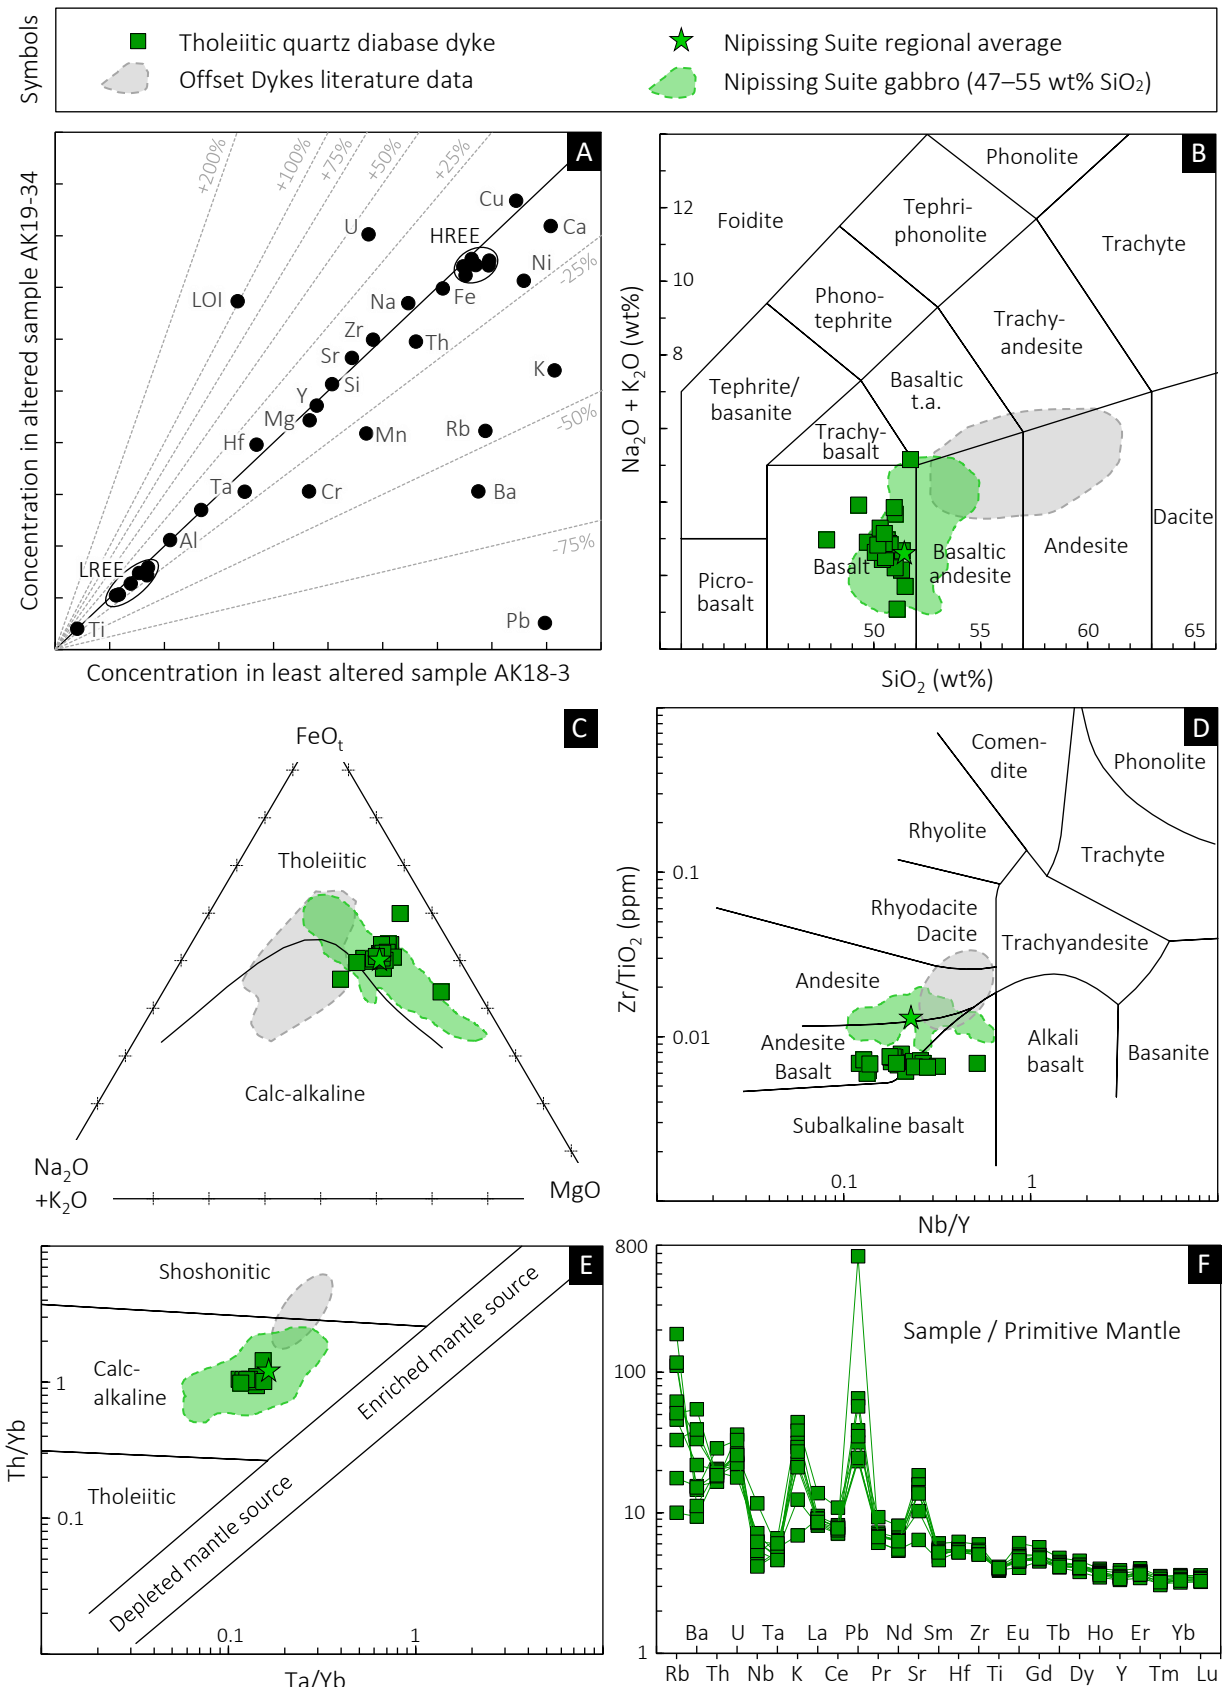 Symbols
Tholeiitic quartz diabase dyke
Nipissing Suite regional average
Offset Dykes literature data
Nipissing Suite gabbro (47–55 wt% SiO2)
A
+200%
+100%
+75%
+50%
+25%
-25%
-50%
-75%
Cu
Ca
U
HREE
Ni
LOI
Na
Fe
Zr
Th
Sr
K
Si
Y
Mg
Mn
Rb
Hf
Ta
Cr
Ba
Al
LREE
Ti
Pb
Concentration in altered sample AK19-34
Concentration in least altered sample AK18-3
B
Phonolite
Foidite
Tephri-
phonolite
Trachyte
Phono-
tephrite
Trachy-
andesite
Tephrite/
basanite
Basaltic
t.a.
Trachy-
basalt
Dacite
Basalt
Basaltic
andesite
Andesite
Picro-
basalt
12
10
8
50
55
60
65
Na2O + K2O (wt%)
SiO2 (wt%)
C
FeOt
Tholeiitic
Calc-alkaline
Na2O
+K2O
MgO
D
Comen-
dite
Phonolite
Rhyolite
Trachyte
Rhyodacite
Dacite
Trachyandesite
Andesite
Andesite
Basalt
Alkali
basalt
Basanite
Subalkaline basalt
0.1
0.01
0.1
1
Zr/TiO2 (ppm)
Nb/Y
E
Shoshonitic
Calc-
alkaline
Tholeiitic
Enriched mantle source
Depleted mantle source
1
0.1
0.1
1
Th/Yb
Ta/Yb
F
Sample / Primitive Mantle
800
100
10
1
Ba
U
Ta
La
Pb
Nd
Sm
Zr
Eu
Tb
Ho
Er
Yb
Rb
Th
Nb
K
Ce
Pr
Sr
Hf
Ti
Gd
Dy
Y
Tm
Lu